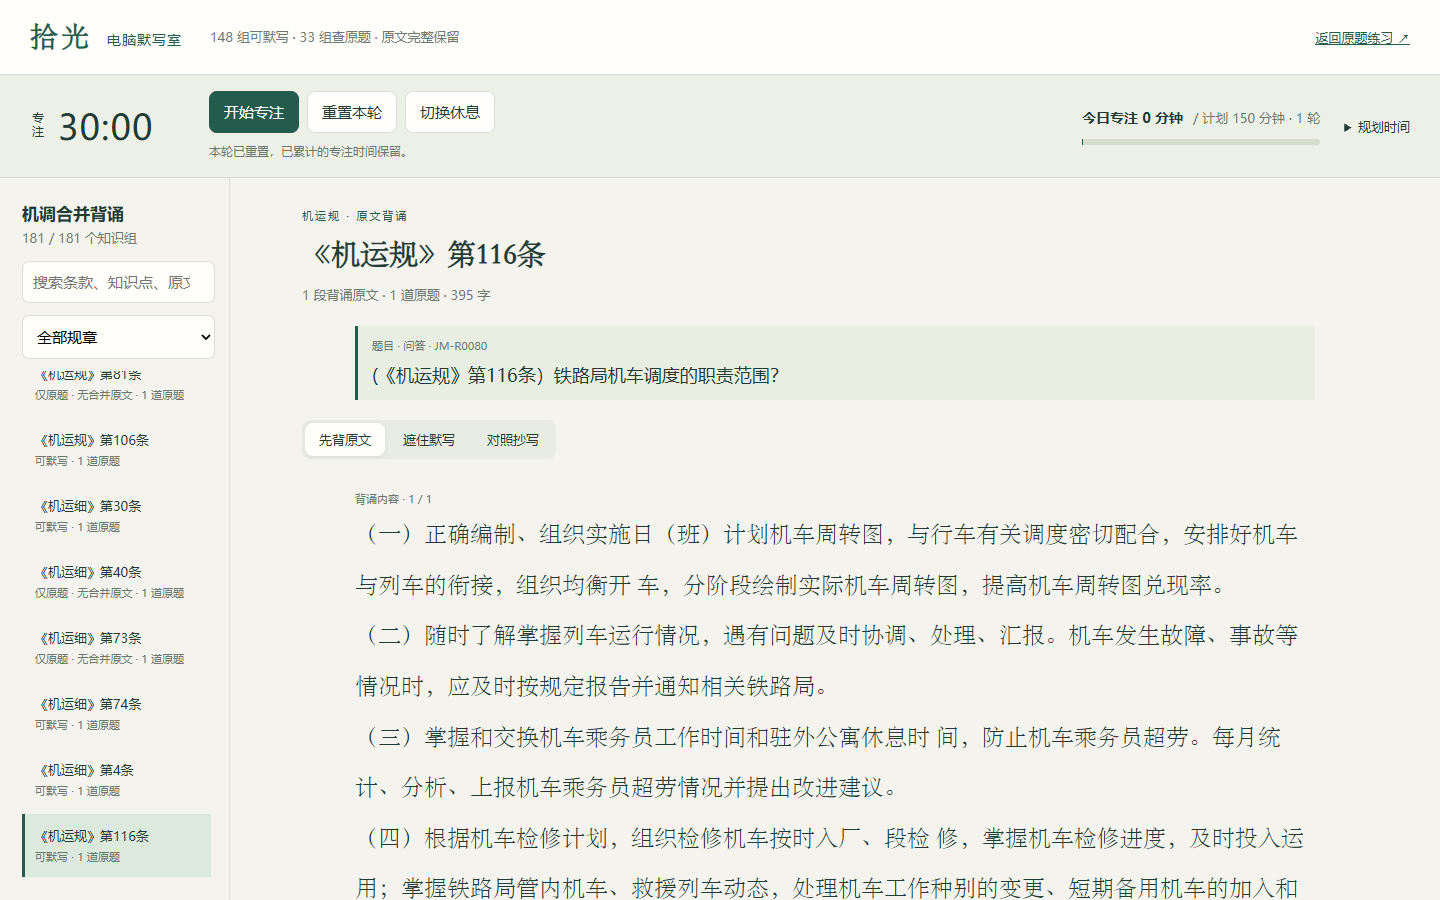 拾光 电脑默写室 148 组可默写 · 33 组查原题 · 原文完整保留 返回原题练习 ↗
专注 30:00 开始专注 重置本轮 切换休息
本轮已重置，已累计的专注时间保留。
今日专注 0 分钟 / 计划 150 分钟 · 1 轮 ▶ 规划时间
机调合并背诵
181 / 181 个知识组
搜索条款、知识点、原文
全部规章
《机运规》第81条
仅原题 · 无合并原文 · 1 道原题
《机运规》第106条
可默写 · 1 道原题
《机运细》第30条
可默写 · 1 道原题
《机运细》第40条
仅原题 · 无合并原文 · 1 道原题
《机运细》第73条
仅原题 · 无合并原文 · 1 道原题
《机运细》第74条
可默写 · 1 道原题
《机运细》第4条
可默写 · 1 道原题
《机运规》第116条
可默写 · 1 道原题
机运规 · 原文背诵
《机运规》第116条
1 段背诵原文 · 1 道原题 · 395 字
题目 · 问答 · JM-R0080
(《机运规》第116条）铁路局机车调度的职责范围?
先背原文 遮住默写 对照抄写
背诵内容 · 1 / 1
（一）正确编制、组织实施日（班）计划机车周转图，与行车有关调度密切配合，安排好机车
与列车的衔接，组织均衡开 车，分阶段绘制实际机车周转图，提高机车周转图兑现率。
（二）随时了解掌握列车运行情况，遇有问题及时协调、处理、汇报。机车发生故障、事故等
情况时，应及时按规定报告并通知相关铁路局。
（三）掌握和交换机车乘务员工作时间和驻外公寓休息时 间，防止机车乘务员超劳。每月统
计、分析、上报机车乘务员超劳情况并提出改进建议。
（四）根据机车检修计划，组织检修机车按时入厂、段检 修，掌握机车检修进度，及时投入运
用；掌握铁路局管内机车、救援列车动态，处理机车工作种别的变更、短期备用机车的加入和